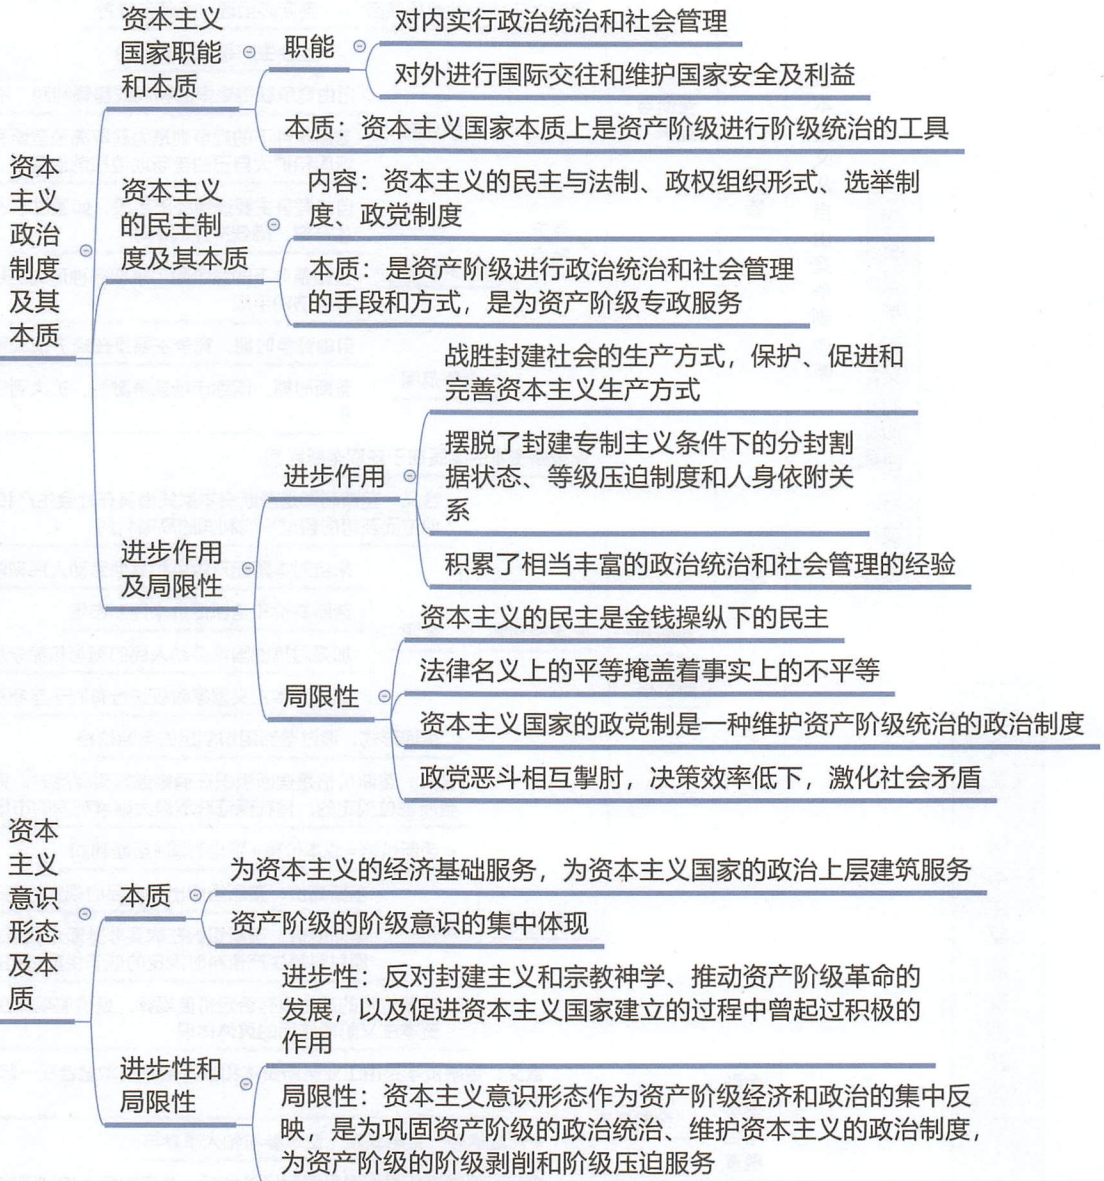 资本
主义
政治
制度
及其
本质
资本主义
国家职能
和本质
职能
对内实行政治统治和社会管理
对外进行国际交往和维护国家安全及利益
本质：资本主义国家本质上是资产阶级进行阶级统治的工具
资本主义
的民主制
度及其本质
内容：资本主义的民主与法制、政权组织形式、选举制
度、政党制度
本质：是资产阶级进行政治统治和社会管理
的手段和方式，是为资产阶级专政服务
进步作用
及局限性
进步作用
战胜封建社会的生产方式，保护、促进和
完善资本主义生产方式
摆脱了封建专制主义条件下的分封割
据状态、等级压迫制度和人身依附关
系
积累了相当丰富的政治统治和社会管理的经验
局限性
资本主义的民主是金钱操纵下的民主
法律名义上的平等掩盖着事实上的不平等
资本主义国家的政党制是一种维护资产阶级统治的政治制度
政党恶斗相互掣肘，决策效率低下，激化社会矛盾
资本
主义
意识
形态
及本
质
本质
为资本主义的经济基础服务，为资本主义国家的政治上层建筑服务
资产阶级的阶级意识的集中体现
进步性和
局限性
进步性：反对封建主义和宗教神学、推动资产阶级革命的
发展，以及促进资本主义国家建立的过程中曾起过积极的
作用
局限性：资本主义意识形态作为资产阶级经济和政治的集中反
映，是为巩固资产阶级的政治统治、维护资本主义的政治制度，
为资产阶级的阶级剥削和阶级压迫服务